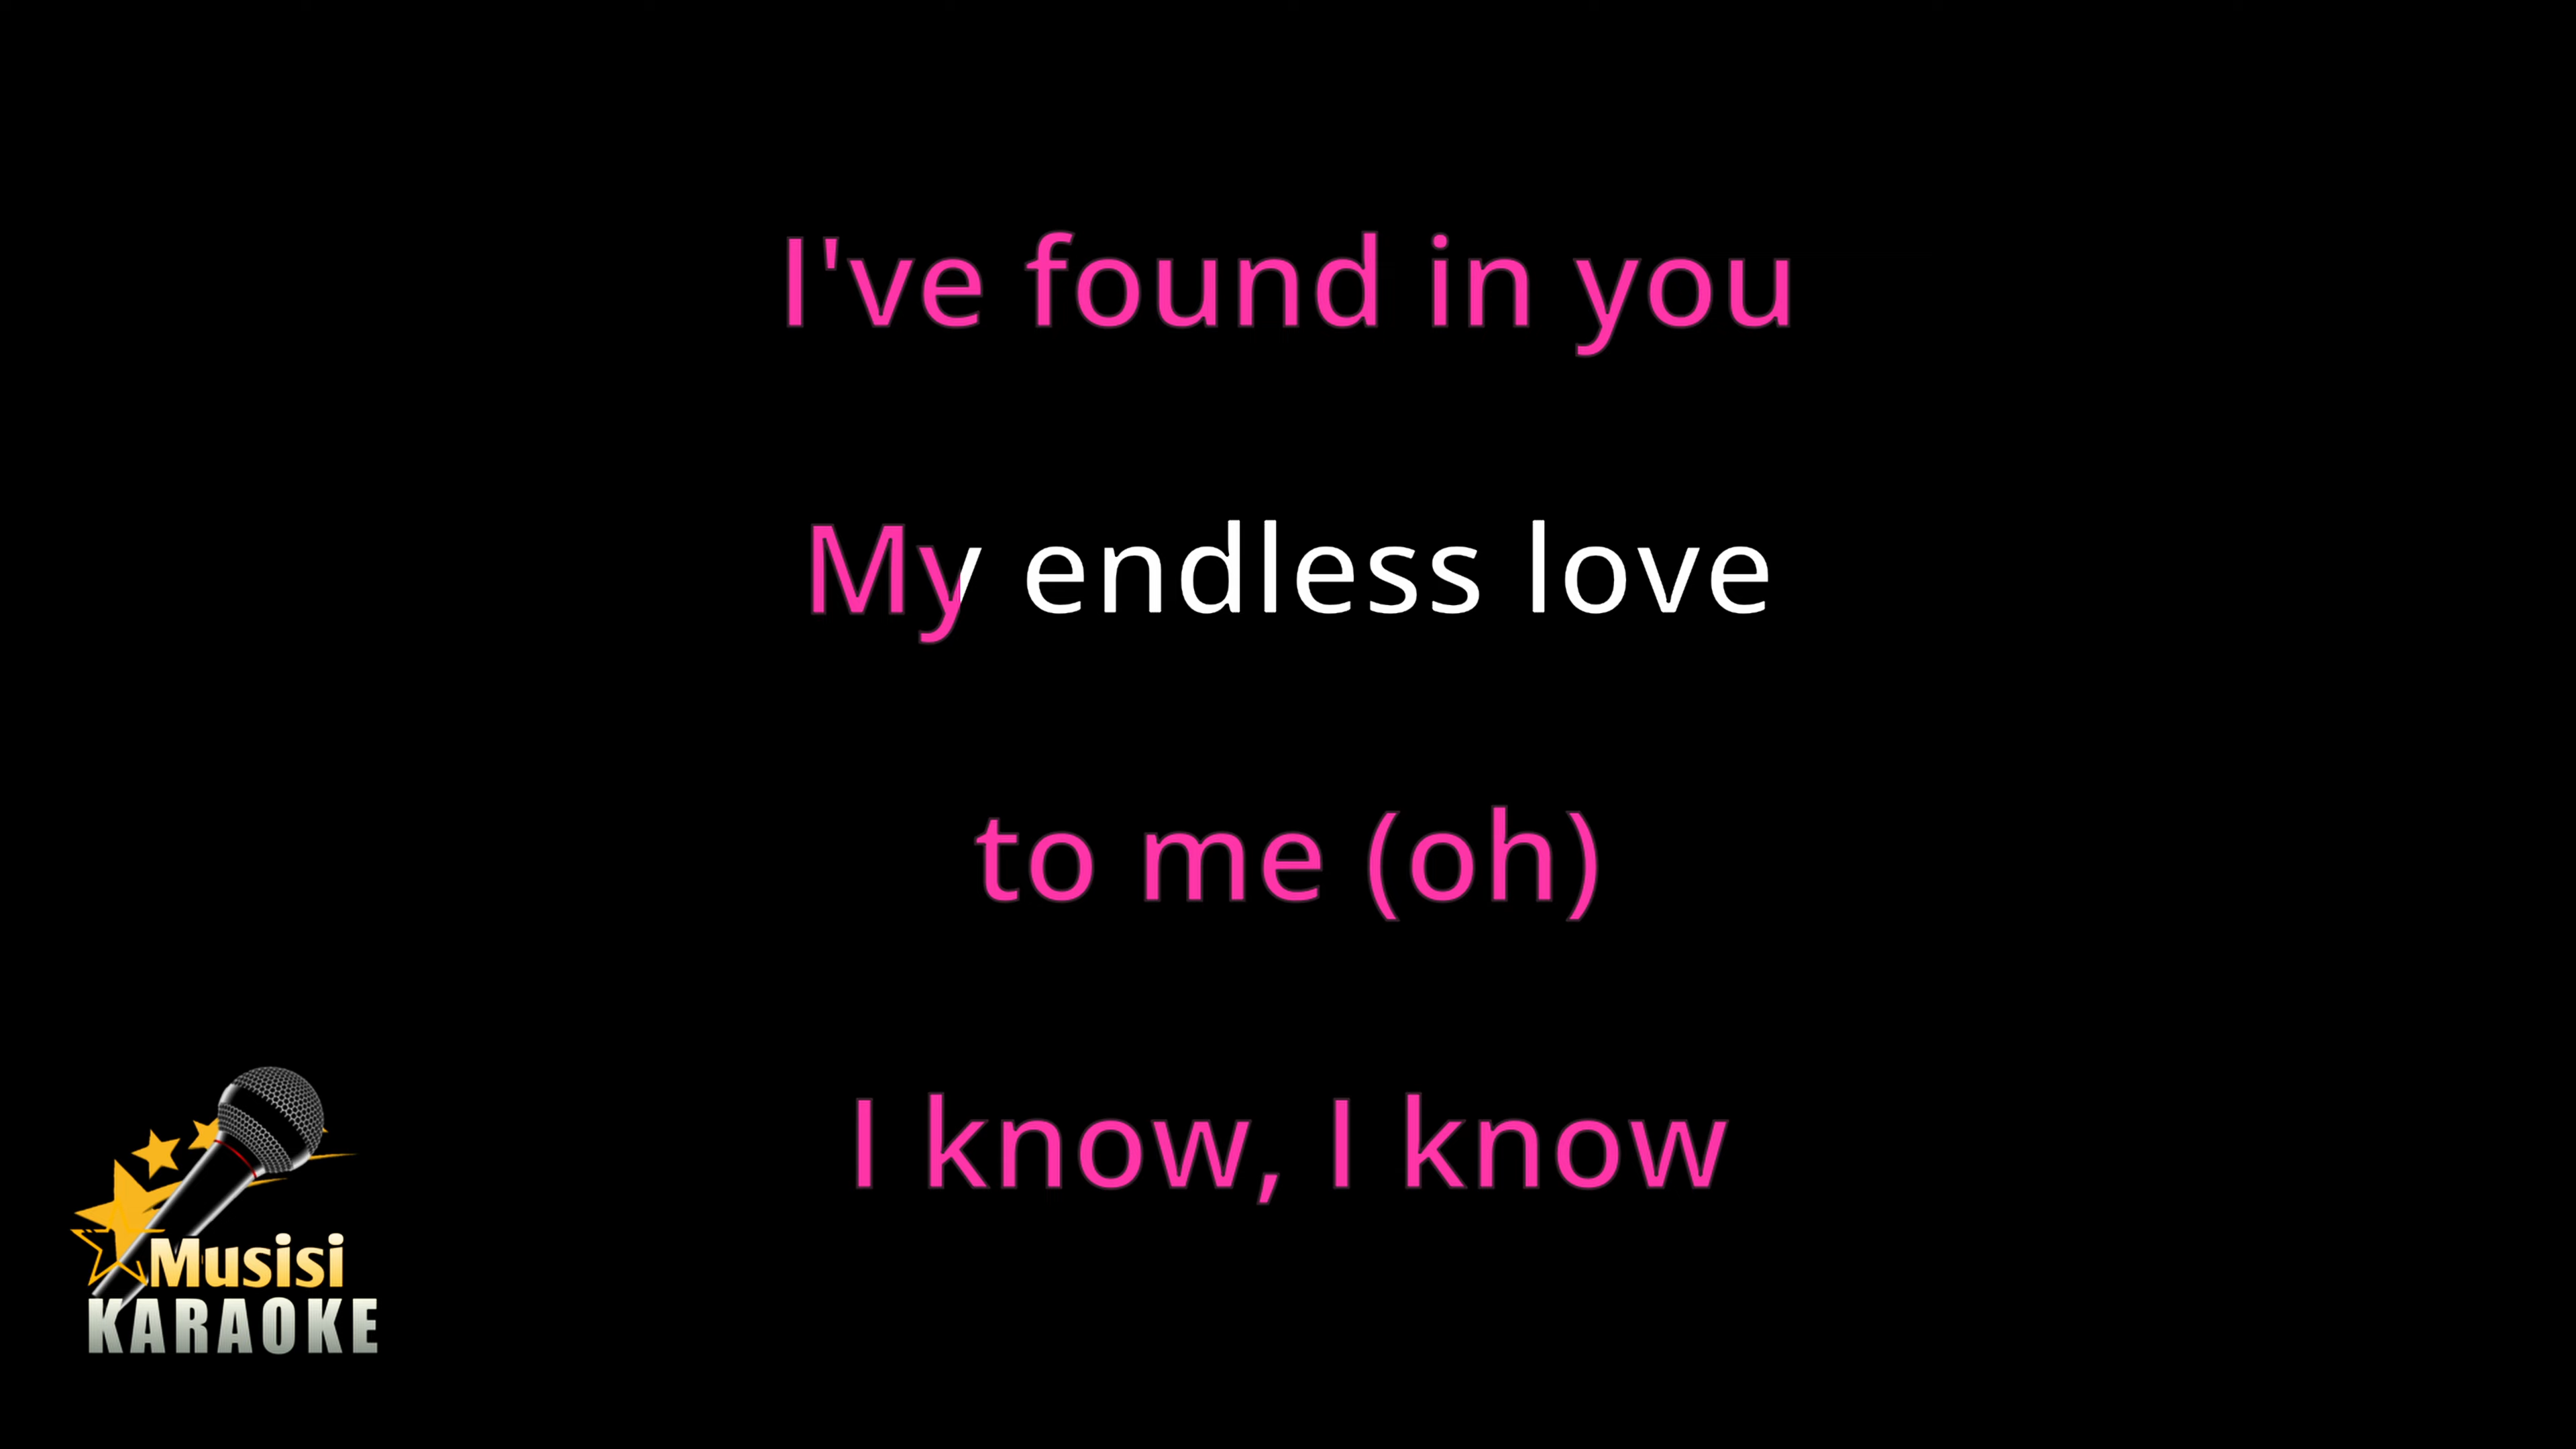 I've found in you
My endless love
to me (oh)
I know, I know
Musisi
KARAOKE